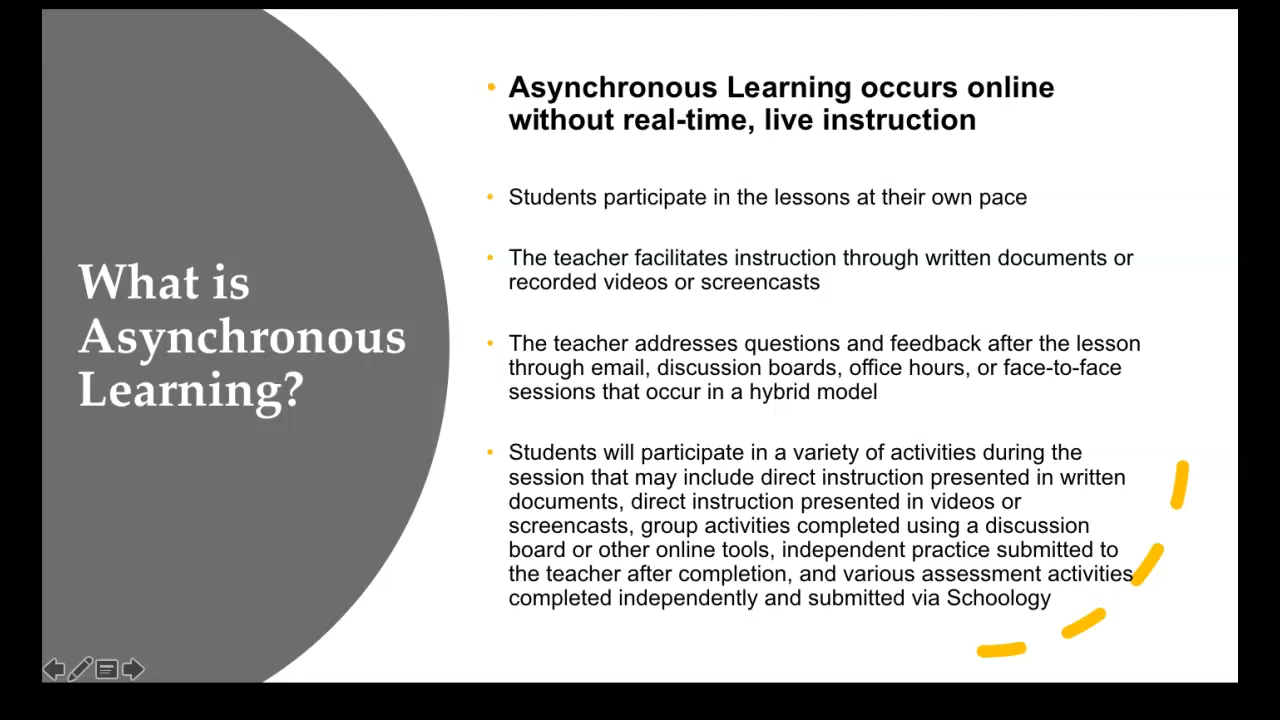 What is
Asynchronous
Learning?
• Asynchronous Learning occurs online
without real-time, live instruction
• Students participate in the lessons at their own pace
• The teacher facilitates instruction through written documents or
recorded videos or screencasts
• The teacher addresses questions and feedback after the lesson
through email, discussion boards, office hours, or face-to-face
sessions that occur in a hybrid model
• Students will participate in a variety of activities during the
session that may include direct instruction presented in written
documents, direct instruction presented in videos or
screencasts, group activities completed using a discussion
board or other online tools, independent practice submitted to
the teacher after completion, and various assessment activities
completed independently and submitted via Schoology